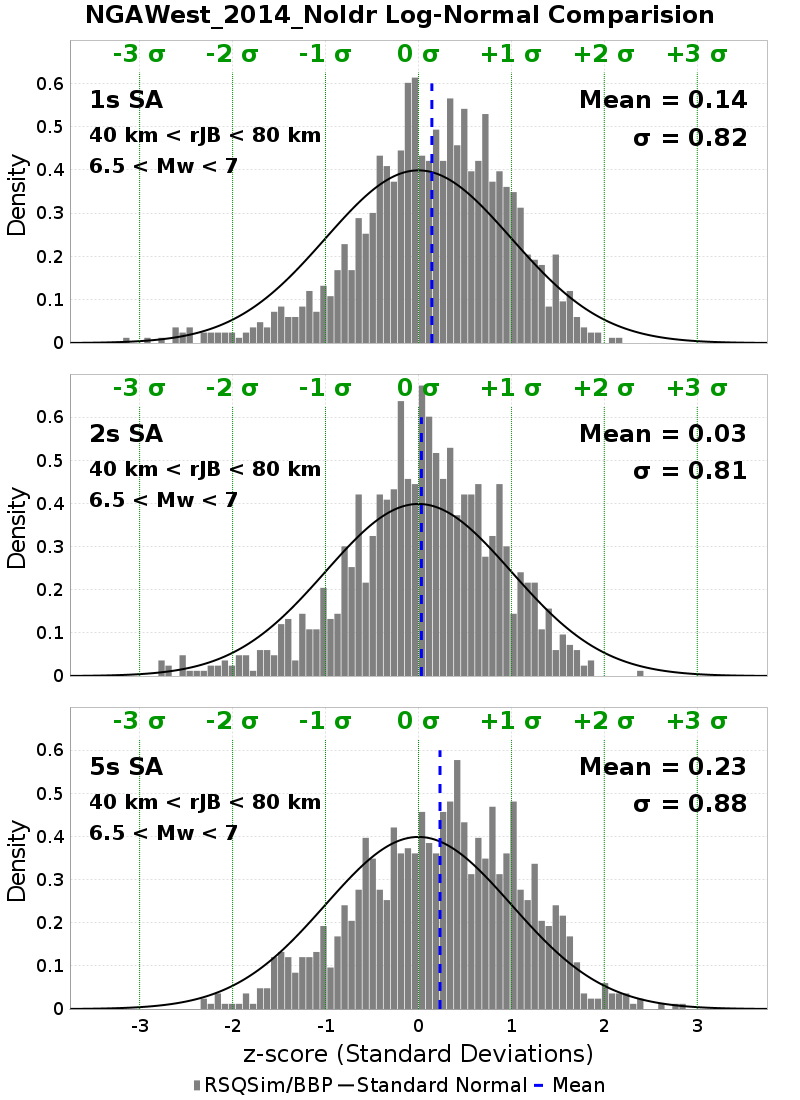 NGAWest_2014_NoIdr Log-Normal Comparision
-3 σ -2 σ -1 σ 0 σ +1 σ +2 σ +3 σ
1s SA
40 km < rJB < 80 km
6.5 < Mw < 7
Mean = 0.14
σ = 0.82
Density
0.6
0.5
0.4
0.3
0.2
0.1
0
-3 σ -2 σ -1 σ 0 σ +1 σ +2 σ +3 σ
2s SA
40 km < rJB < 80 km
6.5 < Mw < 7
Mean = 0.03
σ = 0.81
Density
0.6
0.5
0.4
0.3
0.2
0.1
0
-3 σ -2 σ -1 σ 0 σ +1 σ +2 σ +3 σ
5s SA
40 km < rJB < 80 km
6.5 < Mw < 7
Mean = 0.23
σ = 0.88
Density
0.6
0.5
0.4
0.3
0.2
0.1
0
-3 -2 -1 0 1 2 3
z-score (Standard Deviations)
RSQSim/BBP Standard Normal Mean